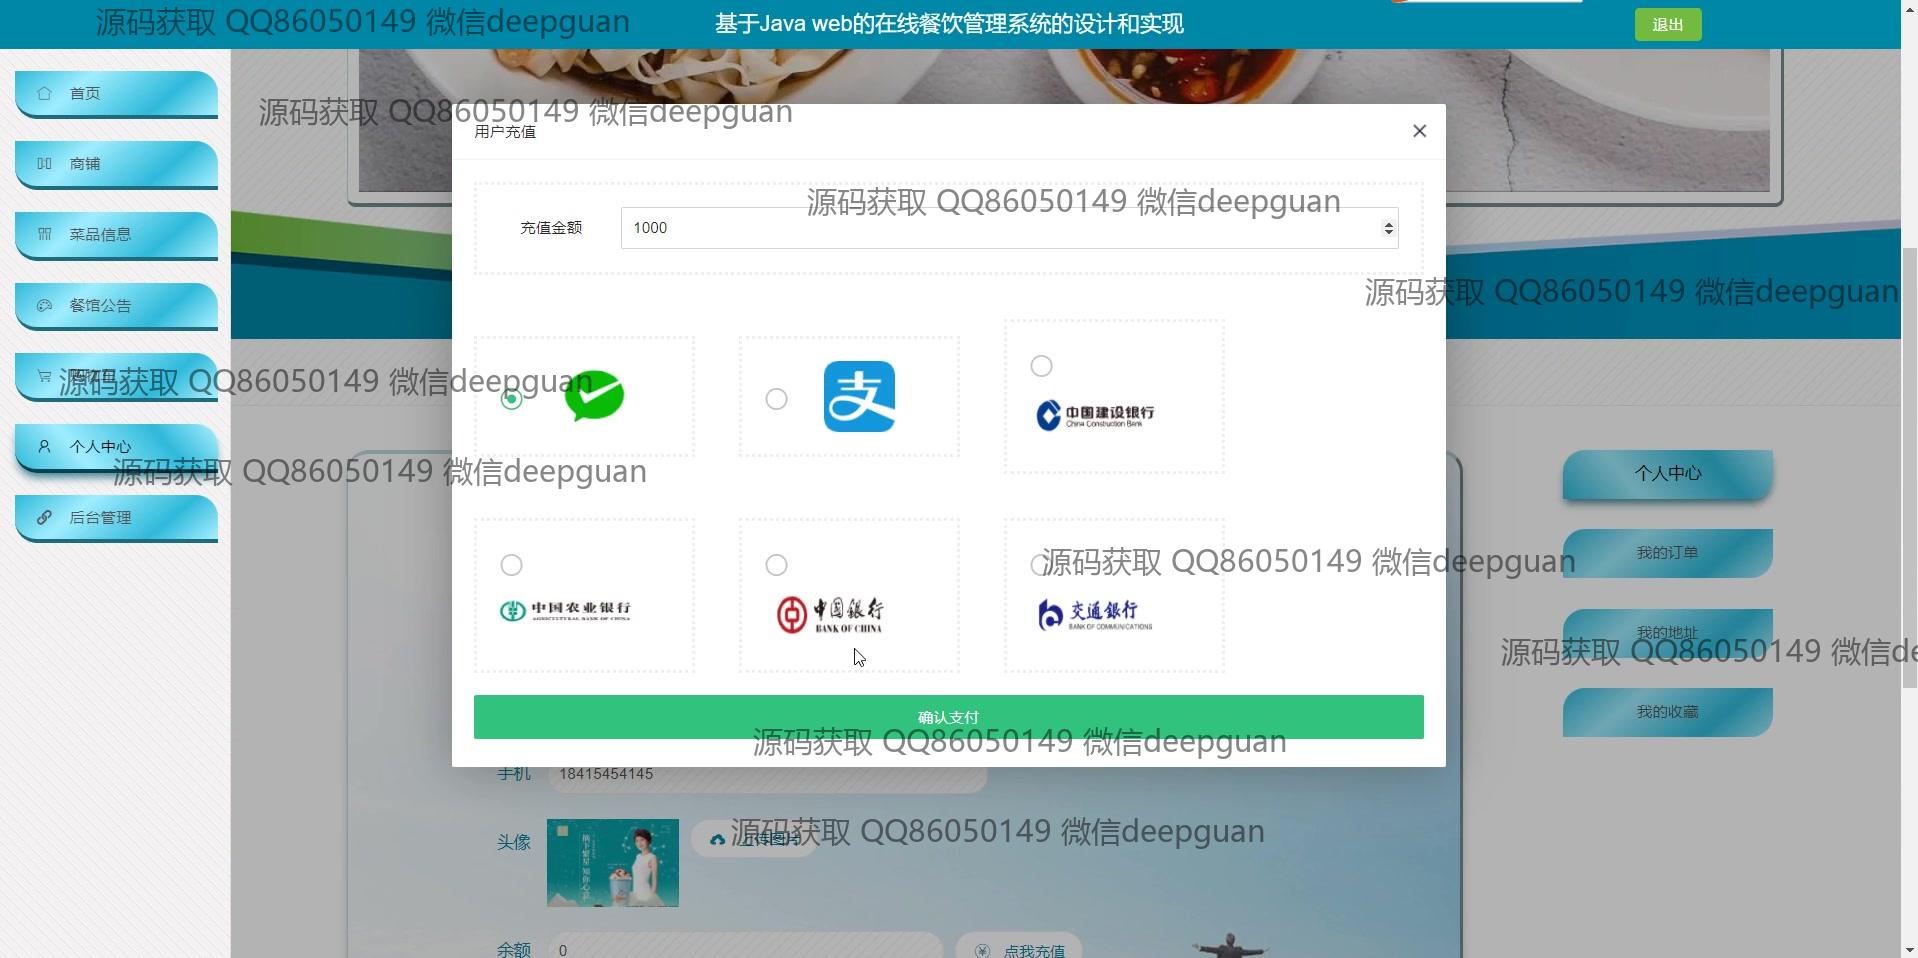 源码获取 QQ86050149 微信deepguan
基于Java web的在线餐饮管理系统的设计和实现
退出
首页
源码获取 QQ86050149 微信deepguan
用户充值
商铺
源码获取 QQ86050149 微信deepguan
充值金额
1000
菜品信息
源码获取 QQ86050149 微信deepguan
餐馆公告
源码获取 QQ86050149 微信deepguan
支
中国建设银行
China Construction Bank
个人中心
源码获取 QQ86050149 微信deepguan
个人中心
后台管理
源码获取 QQ86050149 微信deepguan
我的订单
中国农业银行
AGRICULTURAL BANK OF CHINA
中国银行
BANK OF CHINA
交通银行
BANK OF COMMUNICATIONS
我的地址
源码获取 QQ86050149 微信de
我的收藏
确认支付
源码获取 QQ86050149 微信deepguan
手机
18415454145
头像
上传图片
源码获取 QQ86050149 微信deepguan
余额
0
点我充值